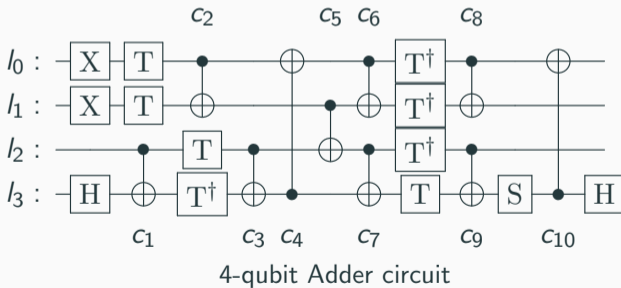 c2 c5 c6 c8
l0 : X T T†
l1 : X T T†
l2 : T T†
l3 : H T† T S H
c1 c3 c4 c7 c9 c10
4-qubit Adder circuit